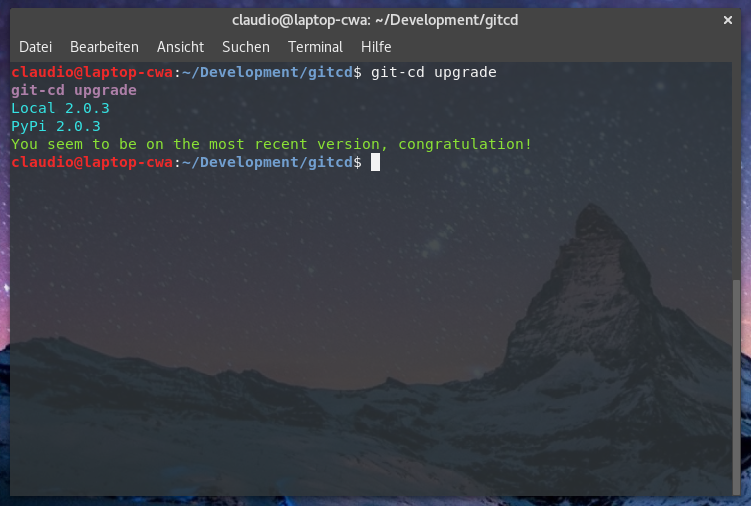 claudio@laptop-cwa: ~/Development/gitcd
Datei Bearbeiten Ansicht Suchen Terminal Hilfe
claudio@laptop-cwa:~/Development/gitcd$ git-cd upgrade
git-cd upgrade
Local 2.0.3
PyPi 2.0.3
You seem to be on the most recent version, congratulation!
claudio@laptop-cwa:~/Development/gitcd$